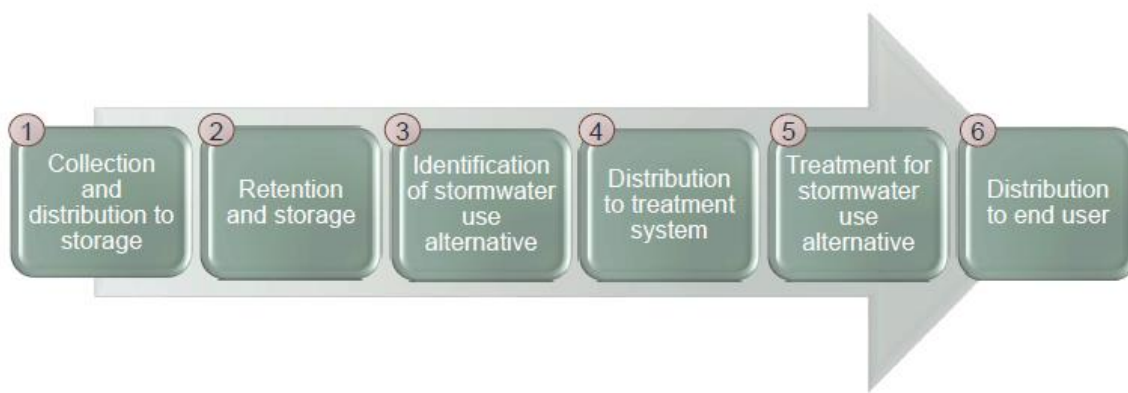 1
Collection
and
distribution to
storage
2
Retention
and storage
3
Identification
of stormwater
use
alternative
4
Distribution
to treatment
system
5
Treatment for
stormwater
use
alternative
6
Distribution
to end user